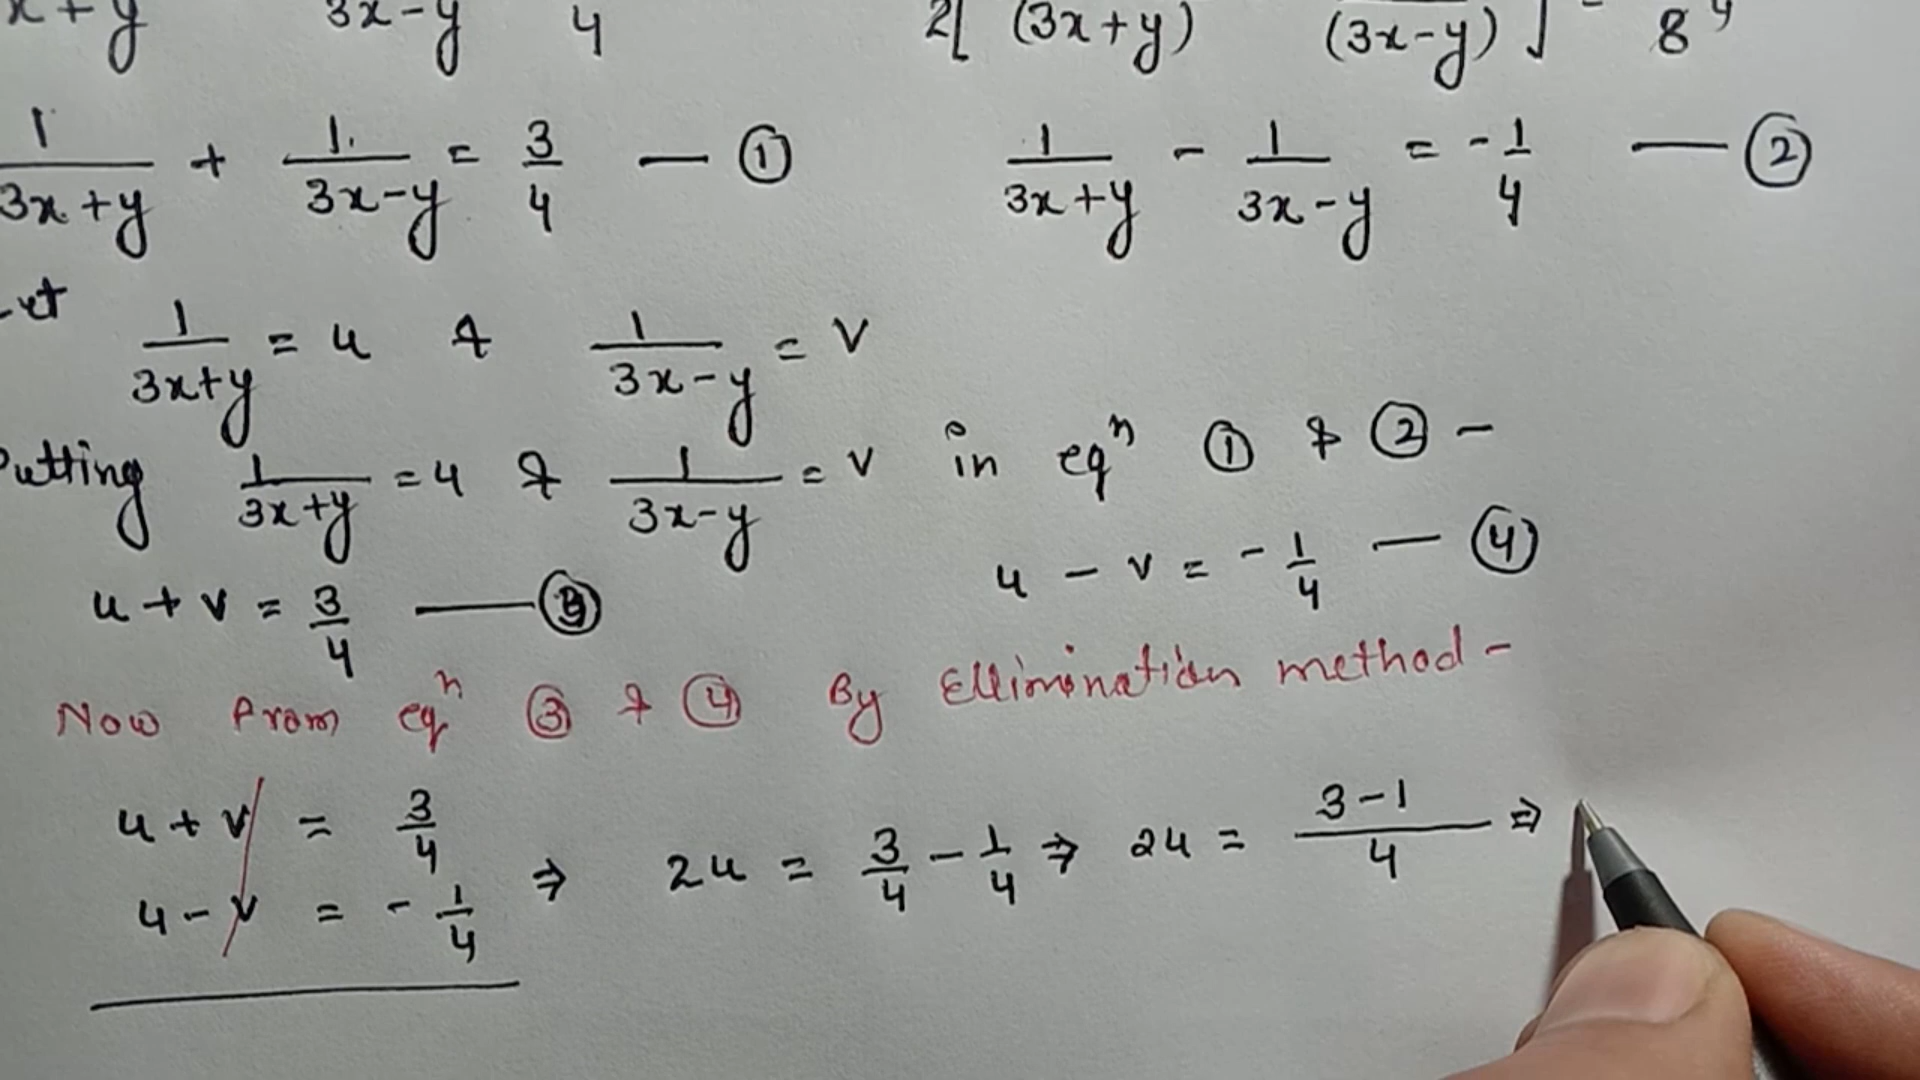 x+y 3x-y 4 2[ (3x+y) (3x-y) ] = 8
1/(3x+y) + 1/(3x-y) = 3/4 — ① 1/(3x+y) - 1/(3x-y) = -1/4 — ②
Let 1/(3x+y) = u & 1/(3x-y) = v
Putting 1/(3x+y) = u & 1/(3x-y) = v in eqⁿ ① & ② -
u + v = 3/4 — ③ u - v = -1/4 — ④
Now From eqⁿ ③ & ④ By Ellimination method -
u + v = 3/4
u - v = -1/4 ⇒ 2u = 3/4 - 1/4 ⇒ 2u = (3-1)/4 ⇒